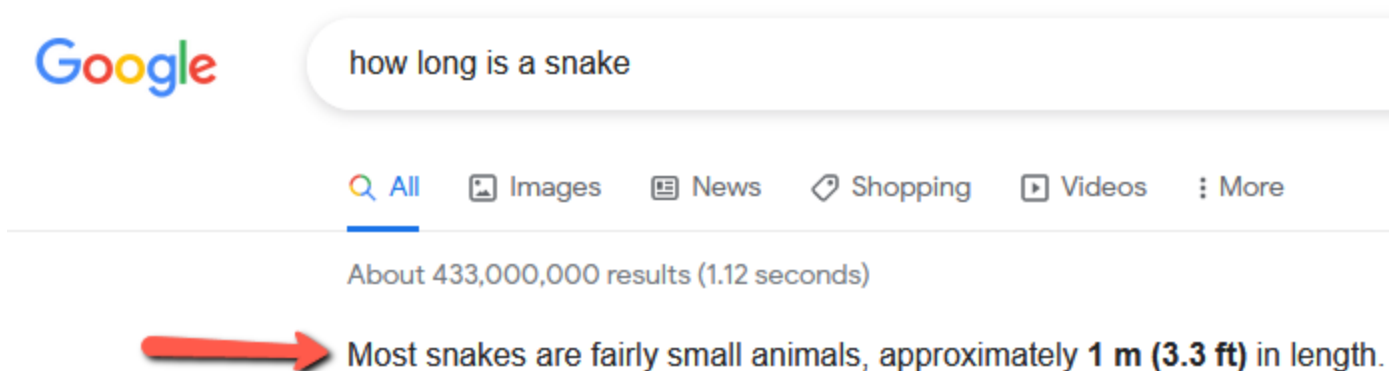 Google
how long is a snake
All Images News Shopping Videos More
About 433,000,000 results (1.12 seconds)
Most snakes are fairly small animals, approximately 1 m (3.3 ft) in length.